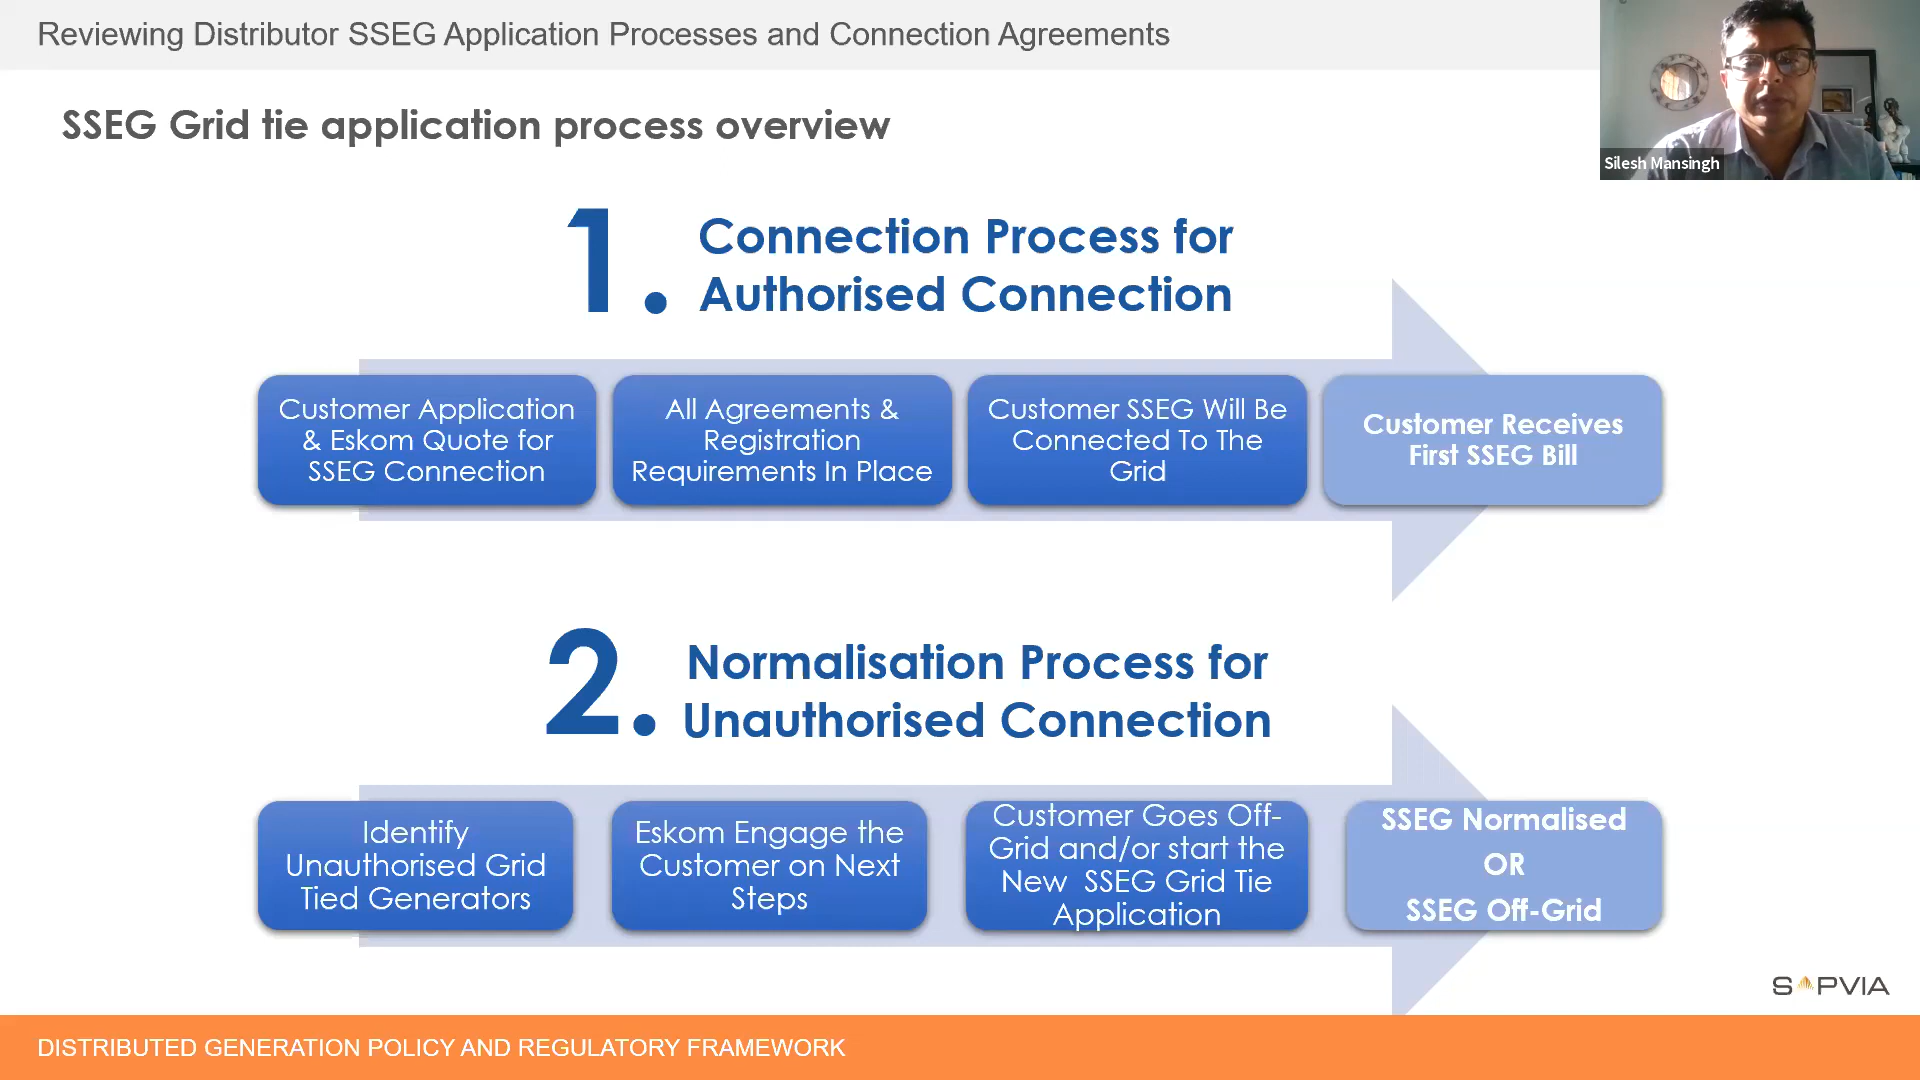 Reviewing Distributor SSEG Application Processes and Connection Agreements
SSEG Grid tie application process overview
Silesh Mansingh
1. Connection Process for
Authorised Connection
Customer Application
& Eskom Quote for
SSEG Connection
All Agreements &
Registration
Requirements In Place
Customer SSEG Will Be
Connected To The
Grid
Customer Receives
First SSEG Bill
2. Normalisation Process for
Unauthorised Connection
Identify
Unauthorised Grid
Tied Generators
Eskom Engage the
Customer on Next
Steps
Customer Goes Off-
Grid and/or start the
New SSEG Grid Tie
Application
SSEG Normalised
OR
SSEG Off-Grid
SAPVIA
DISTRIBUTED GENERATION POLICY AND REGULATORY FRAMEWORK